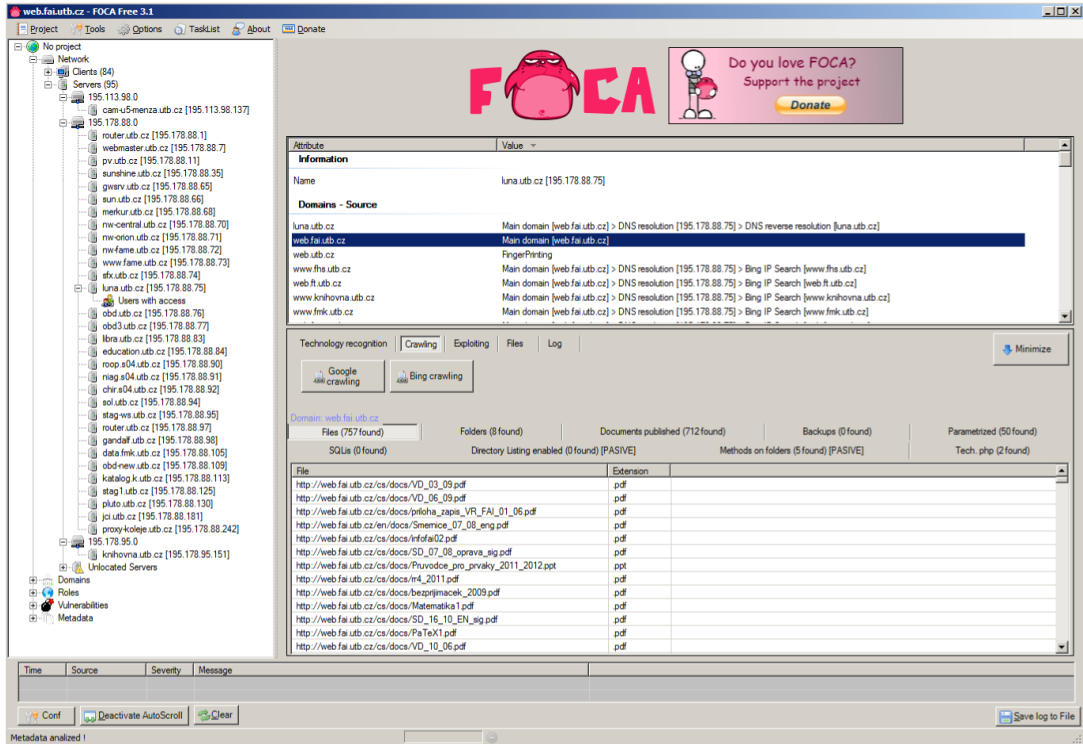 web.fai.utb.cz - FOCA Free 3.1
Project Tools Options TaskList About Donate
No project
Network
Clients (84)
Servers (95)
195.113.98.0
cam-u5-menza.utb.cz [195.113.98.137]
195.178.88.0
router.utb.cz [195.178.88.1]
webmaster.utb.cz [195.178.88.7]
pv.utb.cz [195.178.88.11]
sunshine.utb.cz [195.178.88.35]
gwsrv.utb.cz [195.178.88.65]
sun.utb.cz [195.178.88.66]
merkur.utb.cz [195.178.88.68]
nw-central.utb.cz [195.178.88.70]
nw-orion.utb.cz [195.178.88.71]
nw-fame.utb.cz [195.178.88.72]
www.fame.utb.cz [195.178.88.73]
sfx.utb.cz [195.178.88.74]
luna.utb.cz [195.178.88.75]
Users with access
obd.utb.cz [195.178.88.76]
obd3.utb.cz [195.178.88.77]
libra.utb.cz [195.178.88.83]
education.utb.cz [195.178.88.84]
roop.s04.utb.cz [195.178.88.90]
niag.s04.utb.cz [195.178.88.91]
chir.s04.utb.cz [195.178.88.92]
sol.utb.cz [195.178.88.94]
stag-ws.utb.cz [195.178.88.95]
router.utb.cz [195.178.88.97]
gandalf.utb.cz [195.178.88.98]
data.fmk.utb.cz [195.178.88.105]
obd-new.utb.cz [195.178.88.109]
katalog.k.utb.cz [195.178.88.113]
stag1.utb.cz [195.178.88.125]
pluto.utb.cz [195.178.88.130]
jci.utb.cz [195.178.88.181]
proxy-koleje.utb.cz [195.178.88.242]
195.178.95.0
knihovna.utb.cz [195.178.95.151]
Unlocated Servers
Domains
Roles
Vulnerabilities
Metadata
FOCA
Do you love FOCA?
Support the project
Donate
Attribute Value
Information
Name luna.utb.cz [195.178.88.75]
Domains - Source
luna.utb.cz Main domain [web.fai.utb.cz] > DNS resolution [195.178.88.75] > DNS reverse resolution [luna.utb.cz]
web.fai.utb.cz Main domain [web.fai.utb.cz]
web.utb.cz FingerPrinting
www.fhs.utb.cz Main domain [web.fai.utb.cz] > DNS resolution [195.178.88.75] > Bing IP Search [www.fhs.utb.cz]
web.ft.utb.cz Main domain [web.fai.utb.cz] > DNS resolution [195.178.88.75] > Bing IP Search [web.ft.utb.cz]
www.knihovna.utb.cz Main domain [web.fai.utb.cz] > DNS resolution [195.178.88.75] > Bing IP Search [www.knihovna.utb.cz]
www.fmk.utb.cz Main domain [web.fai.utb.cz] > DNS resolution [195.178.88.75] > Bing IP Search [www.fmk.utb.cz]
Technology recognition Crawling Exploiting Files Log
Minimize
Google crawling
Bing crawling
Domain: web.fai.utb.cz
Files (757 found) Folders (8 found) Documents published (712 found) Backups (0 found) Parametrized (50 found)
SQLis (0 found) Directory Listing enabled (0 found) [PASIVE] Methods on folders (5 found) [PASIVE] Tech. php (2 found)
File Extension
http://web.fai.utb.cz/cs/docs/VD_03_09.pdf .pdf
http://web.fai.utb.cz/cs/docs/VD_06_09.pdf .pdf
http://web.fai.utb.cz/cs/docs/priloha_zapis_VR_FAI_01_06.pdf .pdf
http://web.fai.utb.cz/en/docs/Smernice_07_08_eng.pdf .pdf
http://web.fai.utb.cz/cs/docs/infofai02.pdf .pdf
http://web.fai.utb.cz/cs/docs/SD_07_08_oprava_sig.pdf .pdf
http://web.fai.utb.cz/cs/docs/Pruvodce_pro_prvaky_2011_2012.ppt .ppt
http://web.fai.utb.cz/cs/docs/rr4_2011.pdf .pdf
http://web.fai.utb.cz/cs/docs/bezprijimacek_2009.pdf .pdf
http://web.fai.utb.cz/cs/docs/Matematika1.pdf .pdf
http://web.fai.utb.cz/cs/docs/SD_16_10_EN_sig.pdf .pdf
http://web.fai.utb.cz/cs/docs/PaTeX1.pdf .pdf
http://web.fai.utb.cz/cs/docs/VD_10_06.pdf .pdf
Time Source Severity Message
Conf Deactivate AutoScroll Clear Save log to File
Metadata analized !